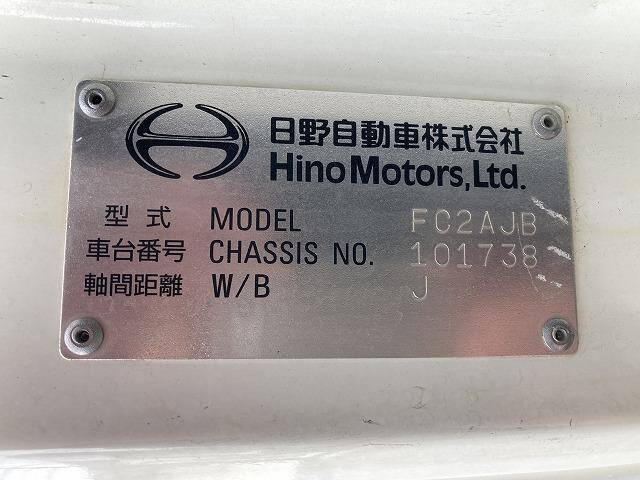 日野自動車株式会社
Hino Motors, Ltd.
型式 MODEL FC2AJB
車台番号 CHASSIS NO. 101738
軸間距離 W/B J